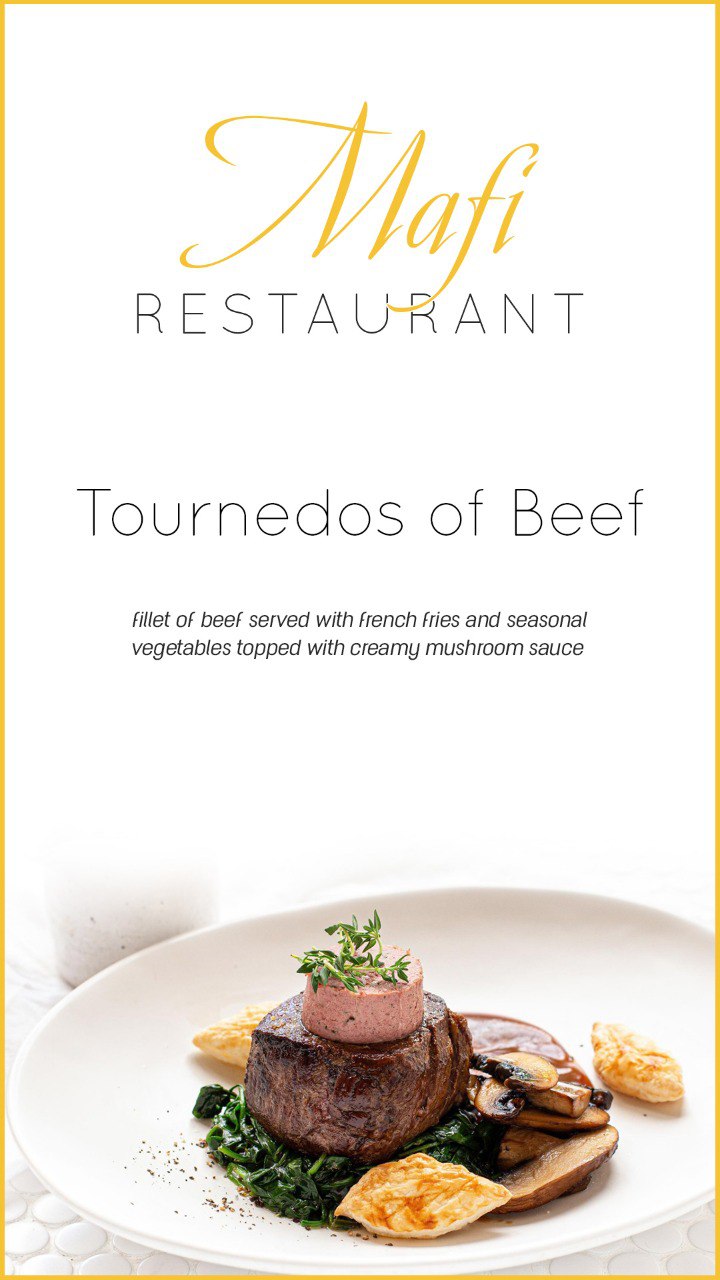 Mafi
RESTAURANT
Tournedos of Beef
fillet of beef served with french fries and seasonal
vegetables topped with creamy mushroom sauce